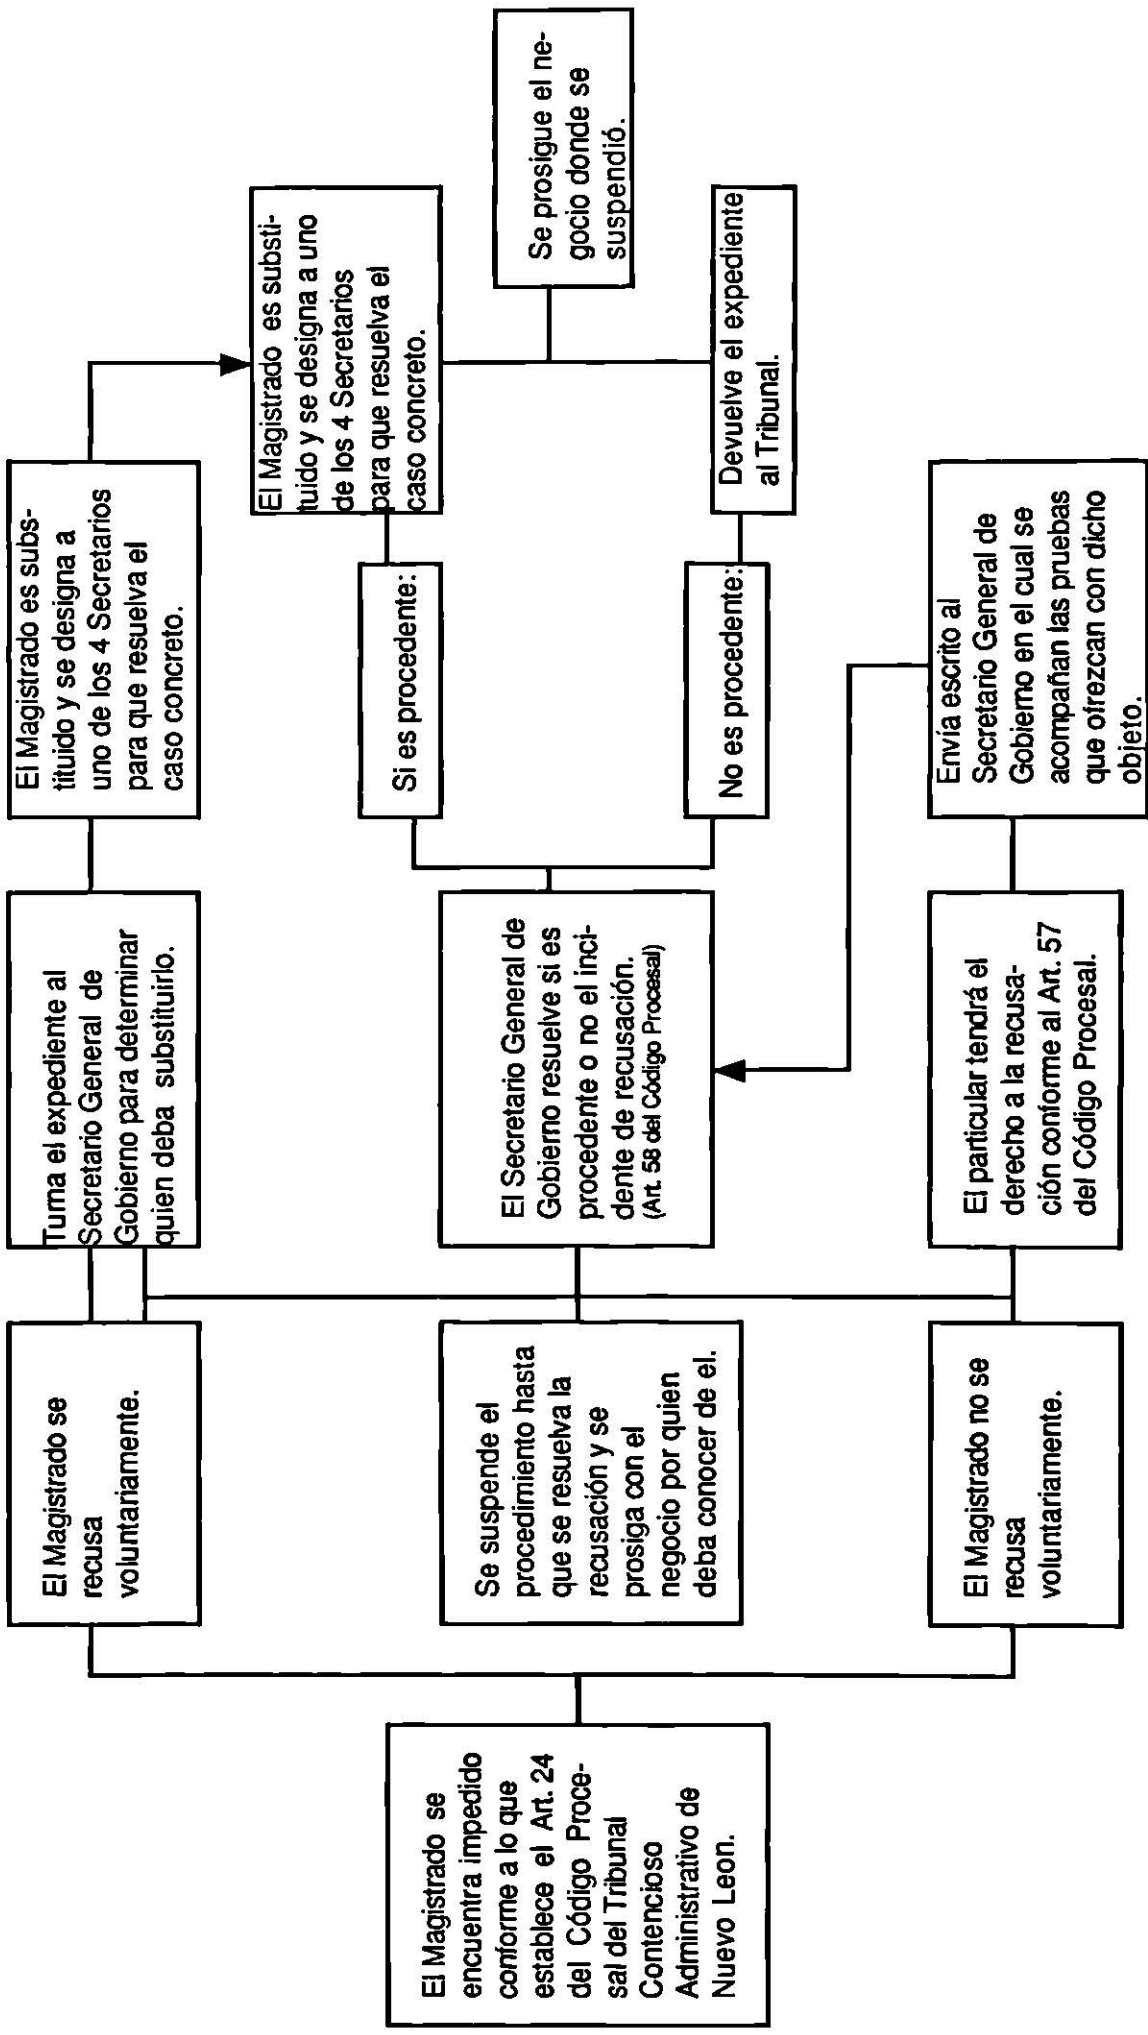 El Magistrado se
encuentra impedido
conforme a lo que
establece el Art. 24
del Código Proce-
sal del Tribunal
Contencioso
Administrativo de
Nuevo Leon.
El Magistrado se
recusa
voluntariamente.
Se suspende el
procedimiento hasta
que se resuelva la
recusación y se
prosiga con el
negocio por quien
deba conocer de el.
El Magistrado no se
recusa
voluntariamente.
Turna el expediente al
Secretario General de
Gobierno para determinar
quien deba substituirlo.
El Secretario General de
Gobierno resuelve si es
procedente o no el inci-
dente de recusación.
(Art. 58 del Código Procesal)
El particular tendrá el
derecho a la recusa-
ción conforme al Art. 57
del Código Procesal.
El Magistrado es subs-
tituido y se designa a
uno de los 4 Secretarios
para que resuelva el
caso concreto.
Si es procedente:
No es procedente:
Envía escrito al
Secretario General de
Gobierno en el cual se
acompañan las pruebas
que ofrezcan con dicho
objeto.
El Magistrado es substi-
tuido y se designa a uno
de los 4 Secretarios
para que resuelva el
caso concreto.
Devuelve el expediente
al Tribunal.
Se prosigue el ne-
gocio donde se
suspendió.